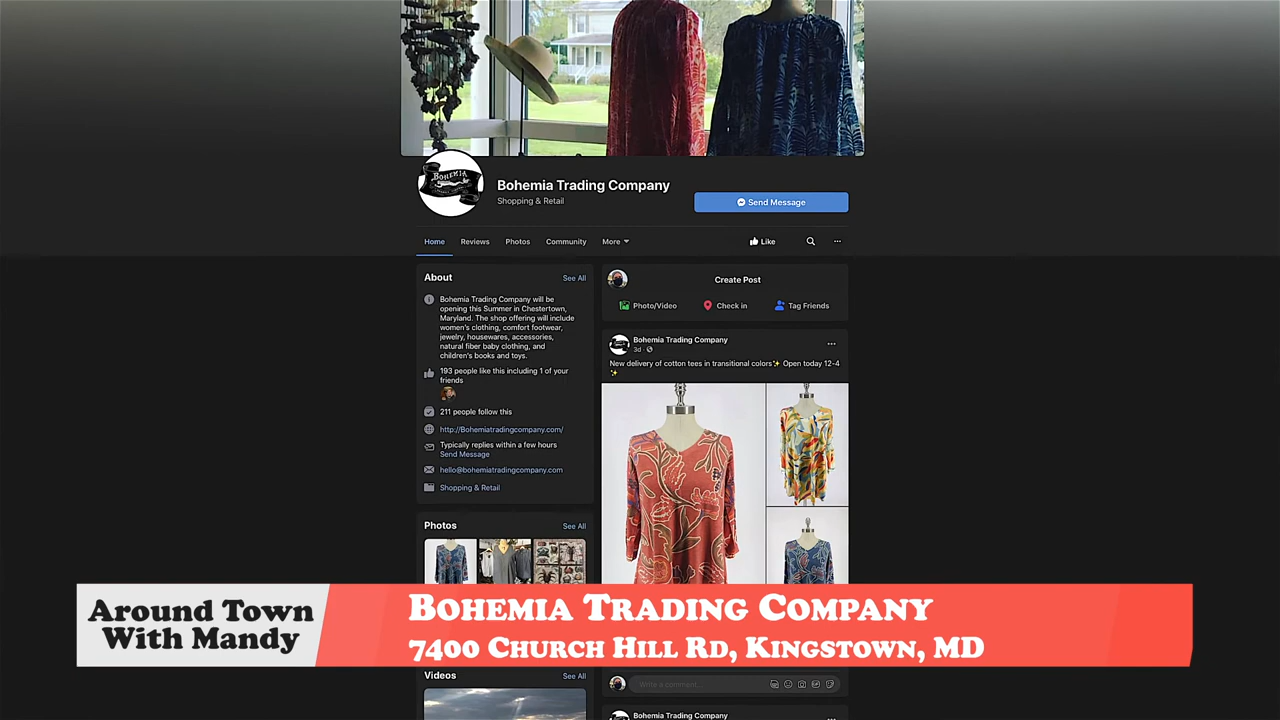 BOHEMIA
Bohemia Trading Company
Shopping & Retail
Send Message
Home
Reviews
Photos
Community
More
Like
About
See All
Bohemia Trading Company will be
opening this Summer in Chestertown,
Maryland. The shop offering will include
women's clothing, comfort footwear,
jewelry, housewares, accessories,
natural fiber baby clothing, and
children's books and toys.
193 people like this including 1 of your
friends
211 people follow this
http://Bohemiatradingcompany.com/
Typically replies within a few hours
Send Message
hello@bohemiatradingcompany.com
Shopping & Retail
Photos
See All
Videos
See All
Create Post
Photo/Video
Check in
Tag Friends
Bohemia Trading Company
3d ·
New delivery of cotton tees in transitional colors✨ Open today 12-4
✨
Write a comment...
Bohemia Trading Company
Around Town
With Mandy
Bohemia Trading Company
7400 Church Hill Rd, Kingstown, MD